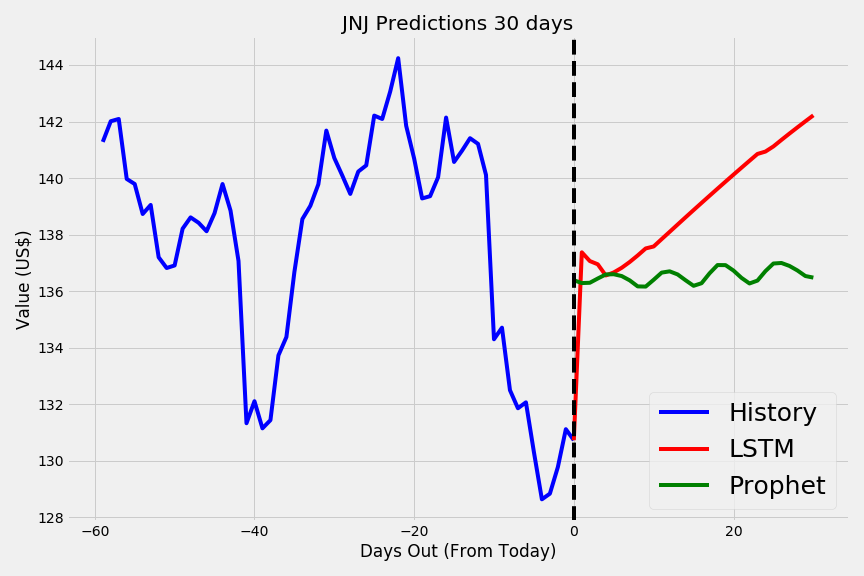 JNJ Predictions 30 days
Value (US$)
144
142
140
138
136
134
132
130
128
−60
−40
−20
0
20
Days Out (From Today)
History
LSTM
Prophet